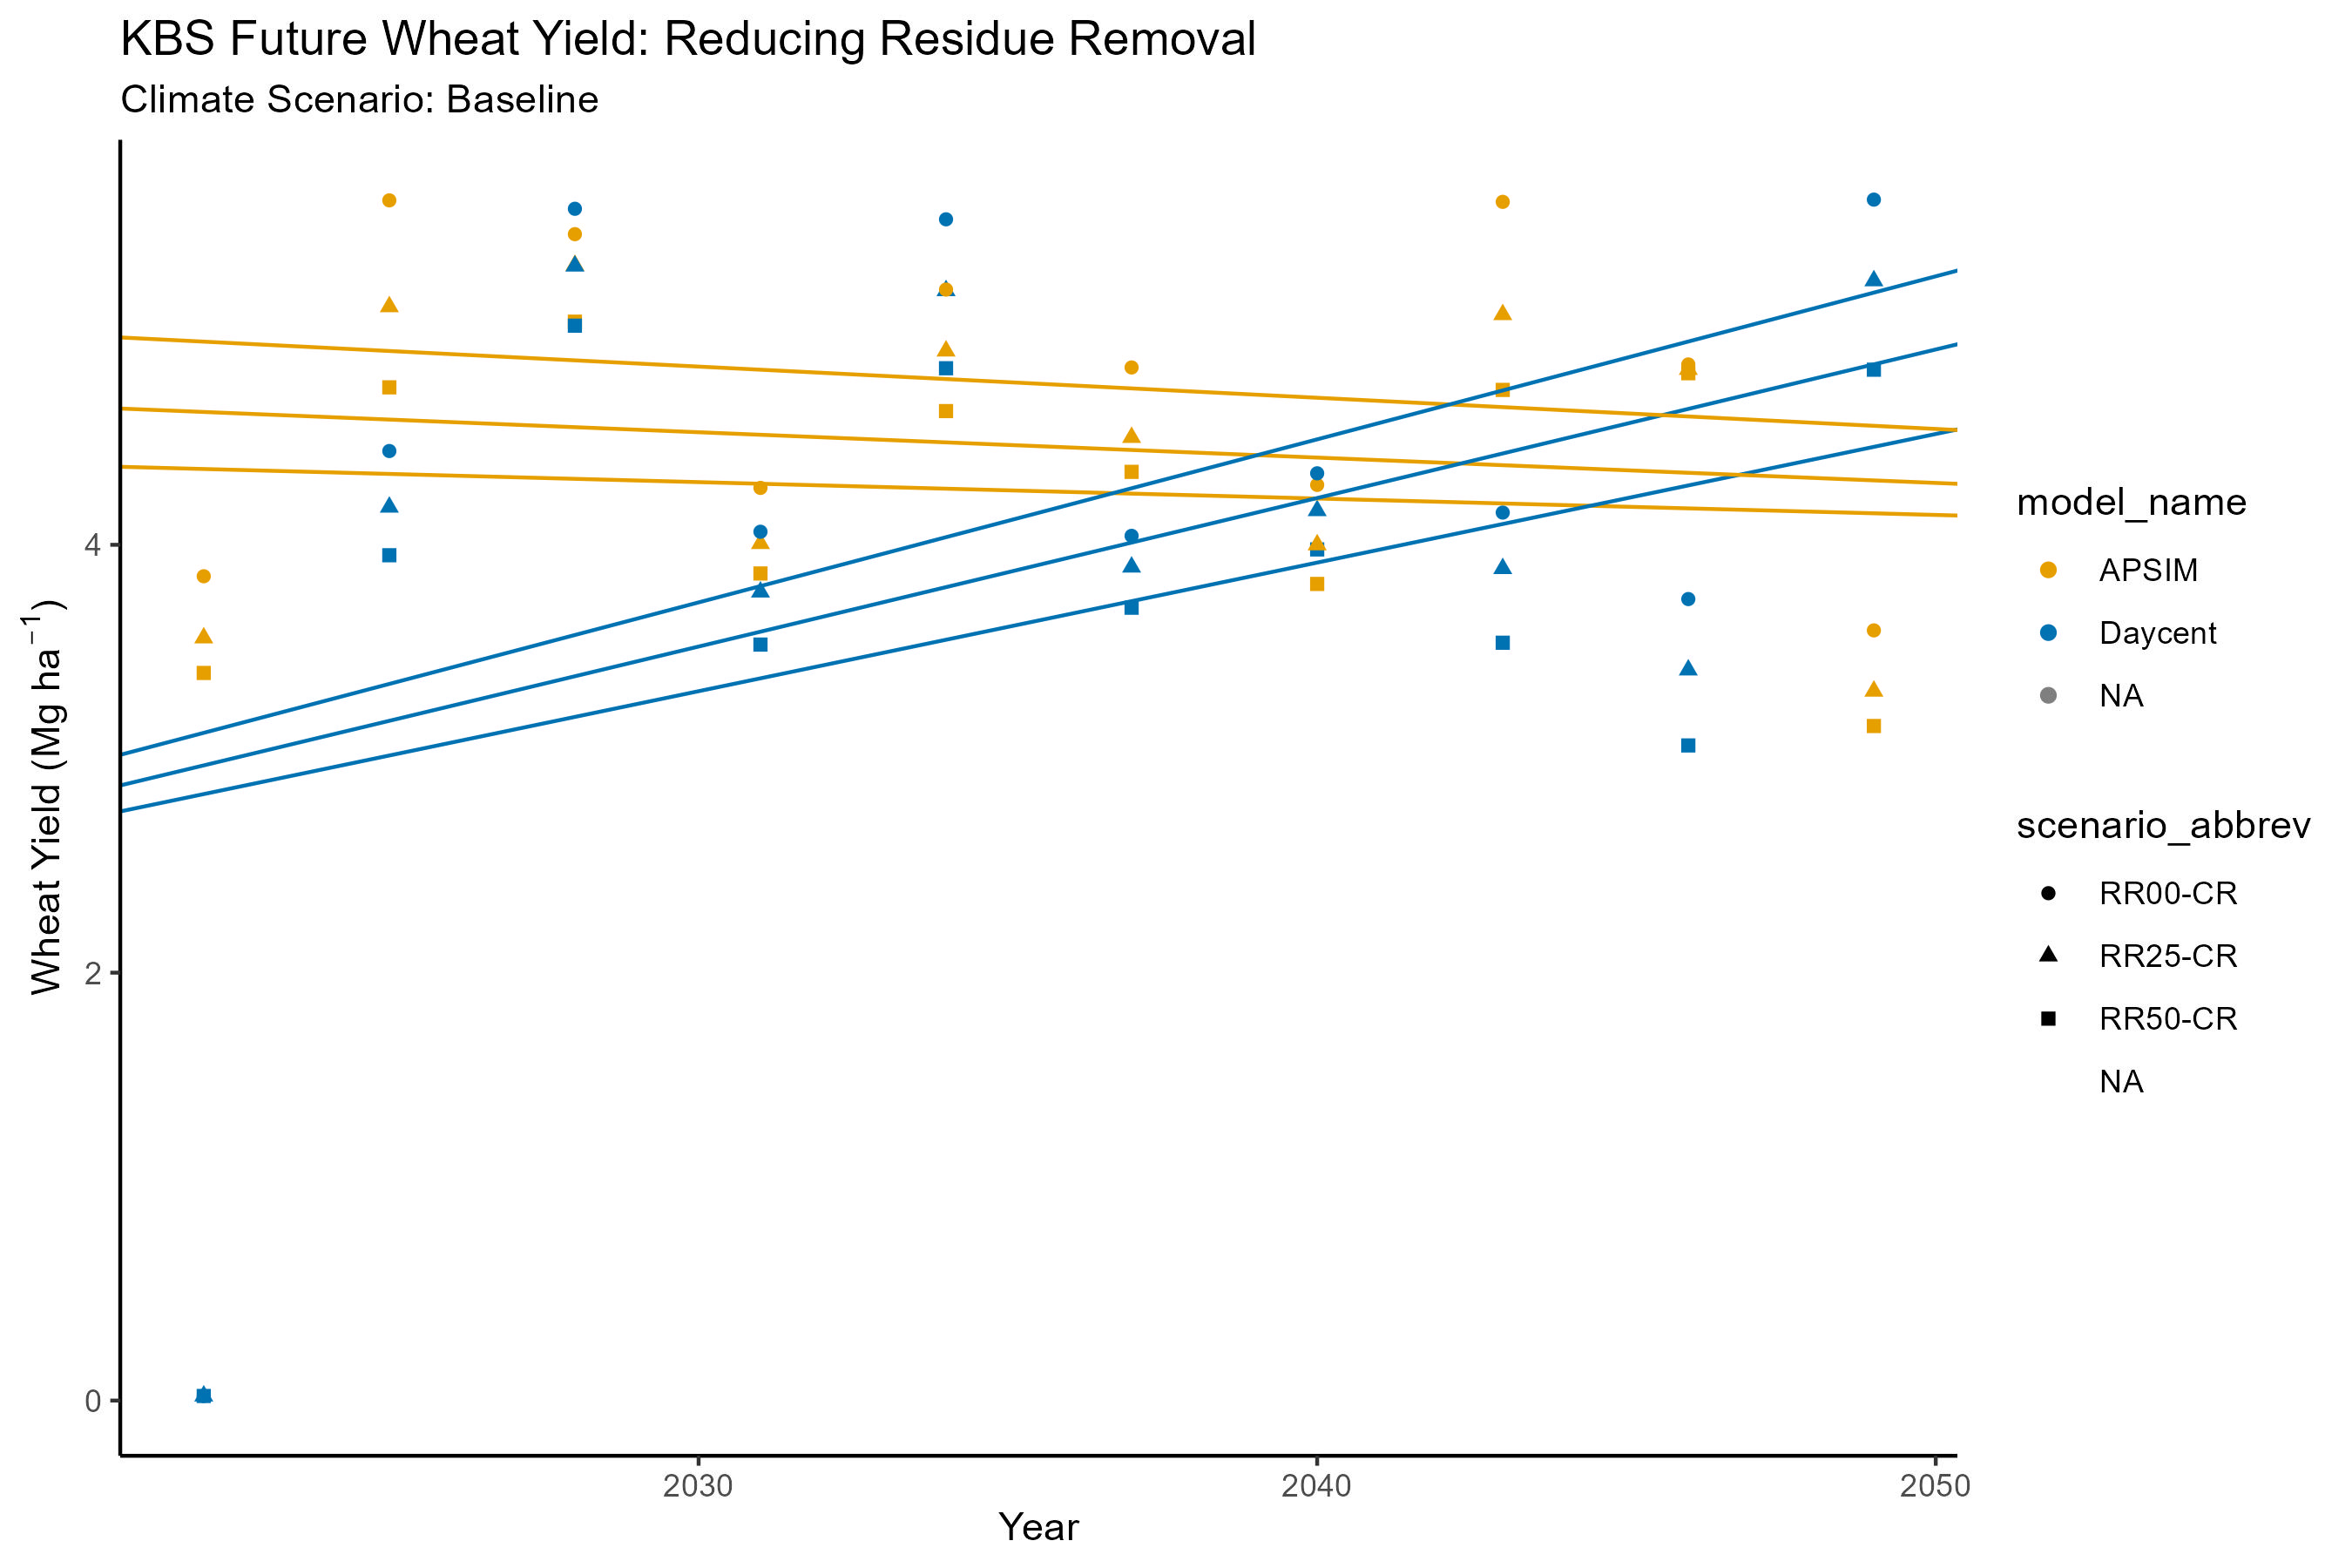 KBS Future Wheat Yield: Reducing Residue Removal
Climate Scenario: Baseline
Wheat Yield (Mg ha⁻¹)
4
2
0
2030
2040
2050
Year
model_name
APSIM
Daycent
NA
scenario_abbrev
RR00-CR
RR25-CR
RR50-CR
NA